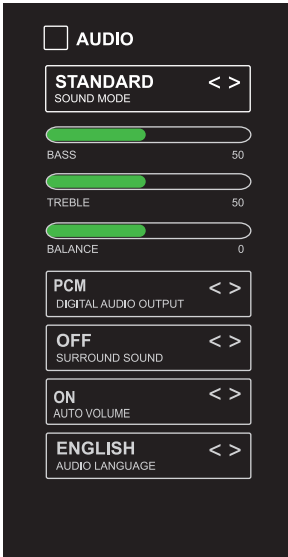 AUDIO
STANDARD < >
SOUND MODE
BASS 50
TREBLE 50
BALANCE 0
PCM < >
DIGITAL AUDIO OUTPUT
OFF < >
SURROUND SOUND
ON < >
AUTO VOLUME
ENGLISH < >
AUDIO LANGUAGE